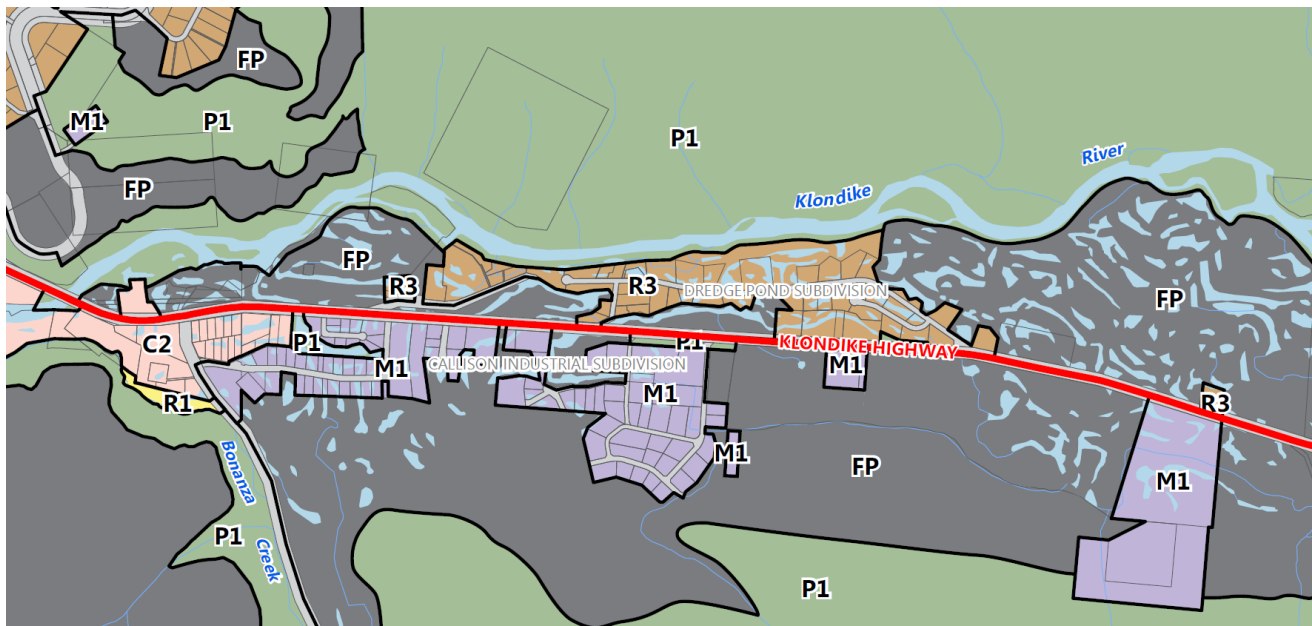 FP
M1
P1
P1
River
FP
Klondike
FP
R3
R3
DREDGE POND SUBDIVISION
FP
C2
P1
P1
KLONDIKE HIGHWAY
M1
CALLISON INDUSTRIAL SUBDIVISION
M1
M1
R1
R3
M1
FP
Bonanza
M1
P1
Creek
P1